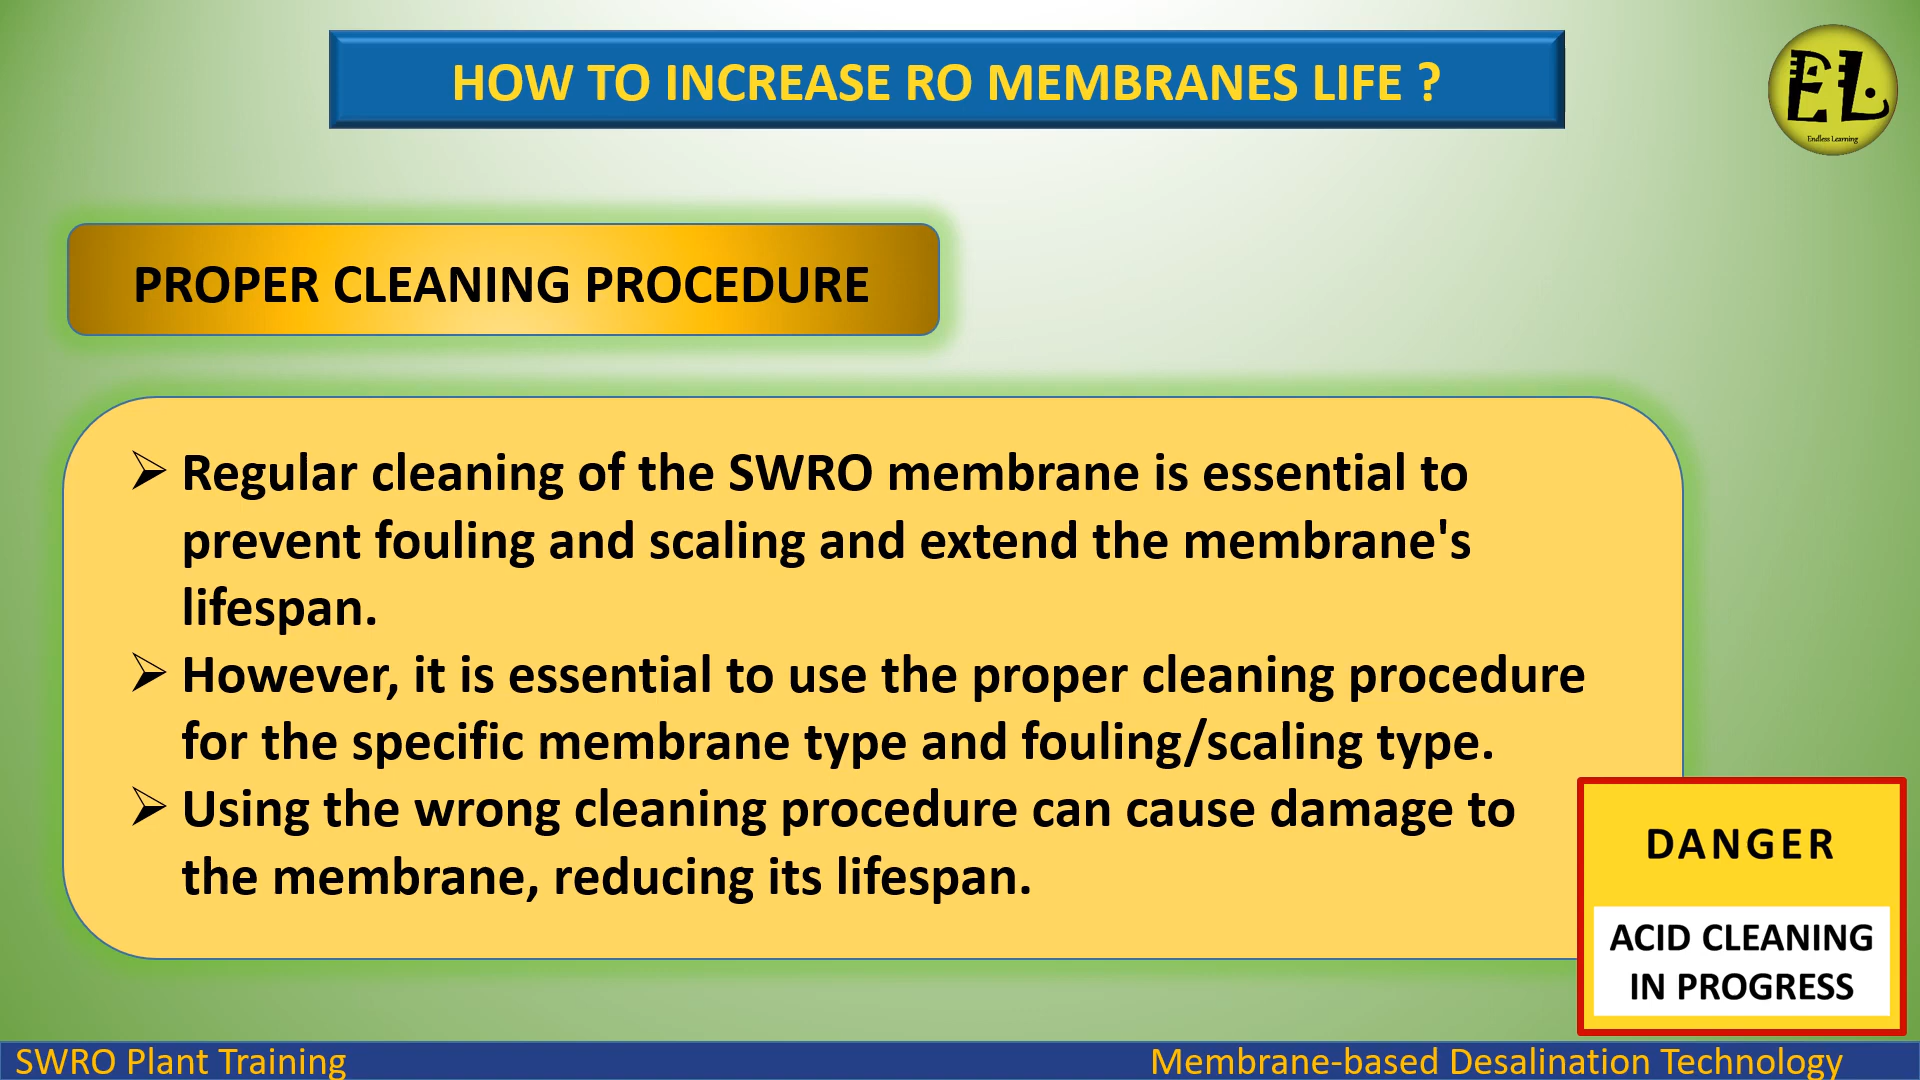 HOW TO INCREASE RO MEMBRANES LIFE ?
EL
Endless Learning
PROPER CLEANING PROCEDURE
➢ Regular cleaning of the SWRO membrane is essential to
prevent fouling and scaling and extend the membrane's
lifespan.
➢ However, it is essential to use the proper cleaning procedure
for the specific membrane type and fouling/scaling type.
➢ Using the wrong cleaning procedure can cause damage to
the membrane, reducing its lifespan.
DANGER
ACID CLEANING
IN PROGRESS
SWRO Plant Training
Membrane-based Desalination Technology